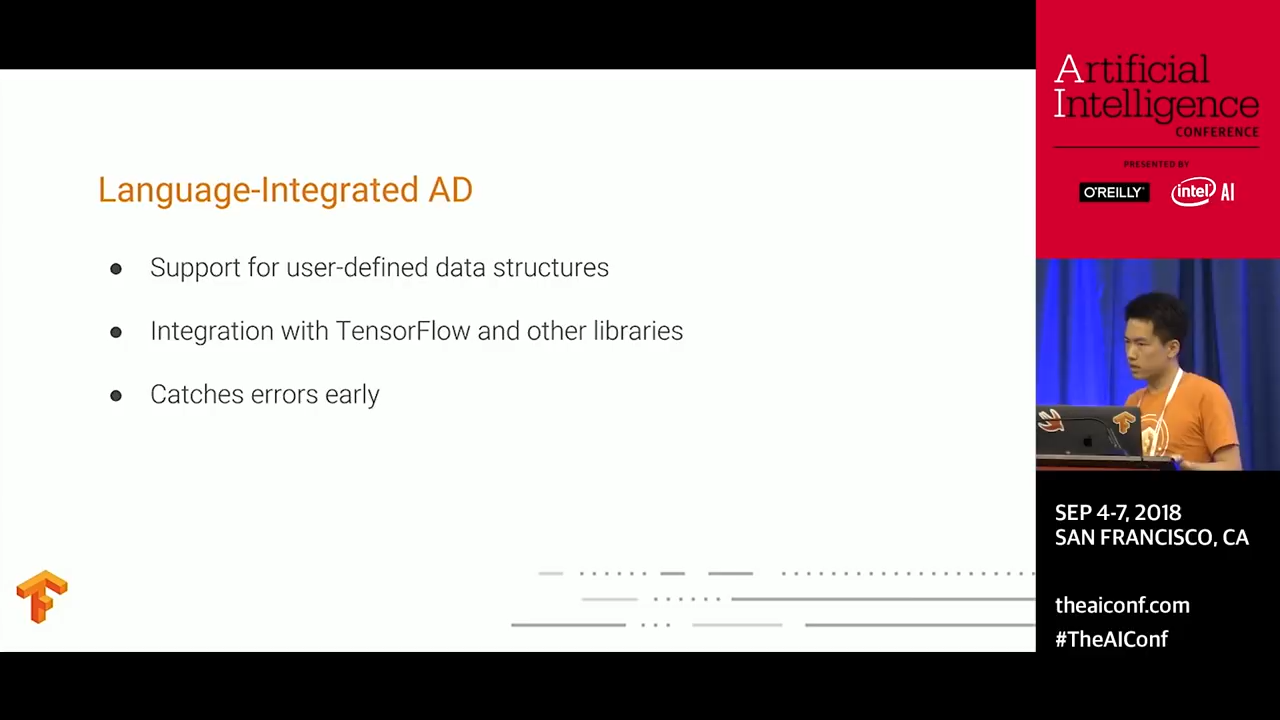 Language-Integrated AD
● Support for user-defined data structures
● Integration with TensorFlow and other libraries
● Catches errors early
Artificial
Intelligence
CONFERENCE
PRESENTED BY
O'REILLY
intel AI
SEP 4-7, 2018
SAN FRANCISCO, CA
theaiconf.com
#TheAIConf